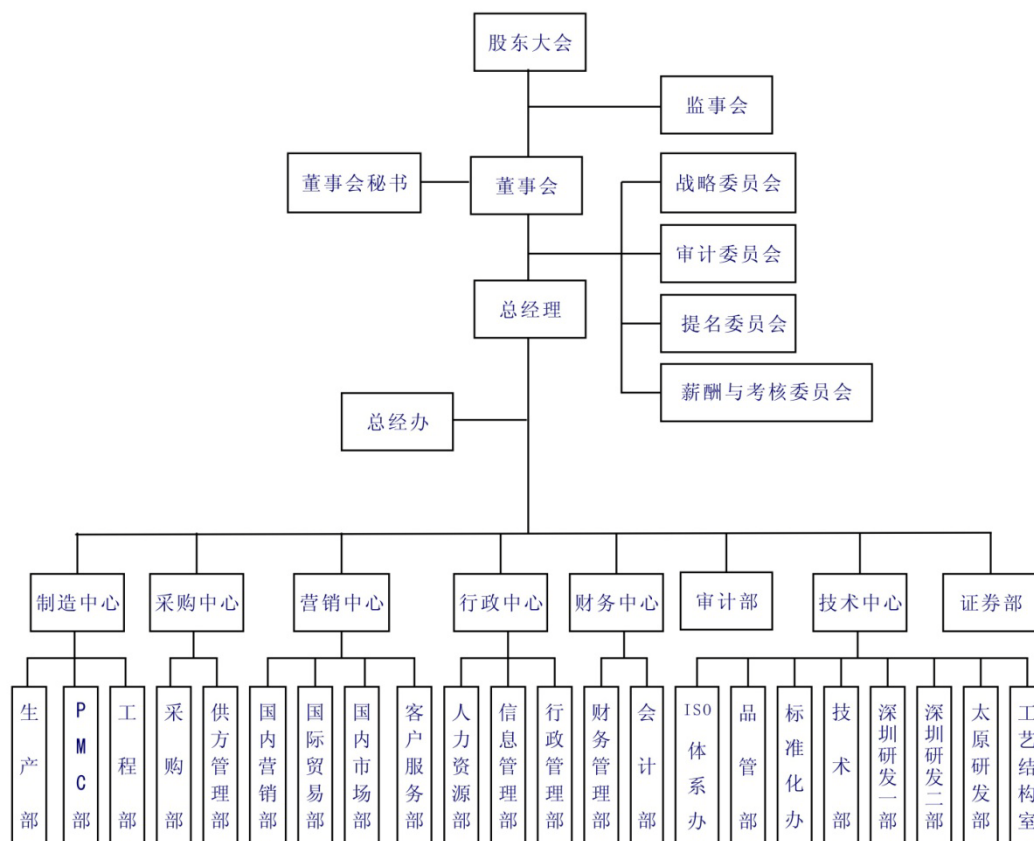 股东大会
监事会
董事会秘书
董事会
战略委员会
审计委员会
总经理
提名委员会
薪酬与考核委员会
总经办
制造中心
采购中心
营销中心
行政中心
财务中心
审计部
技术中心
证券部
生产部
PMC部
工程部
采购部
供方管理部
国内营销部
国际贸易部
国内市场部
客户服务部
人力资源部
信息管理部
行政管理部
财务管理部
会计部
ISO体系办
品管部
标准化办
技术部
深圳研发一部
深圳研发二部
太原研发部
工艺结构室